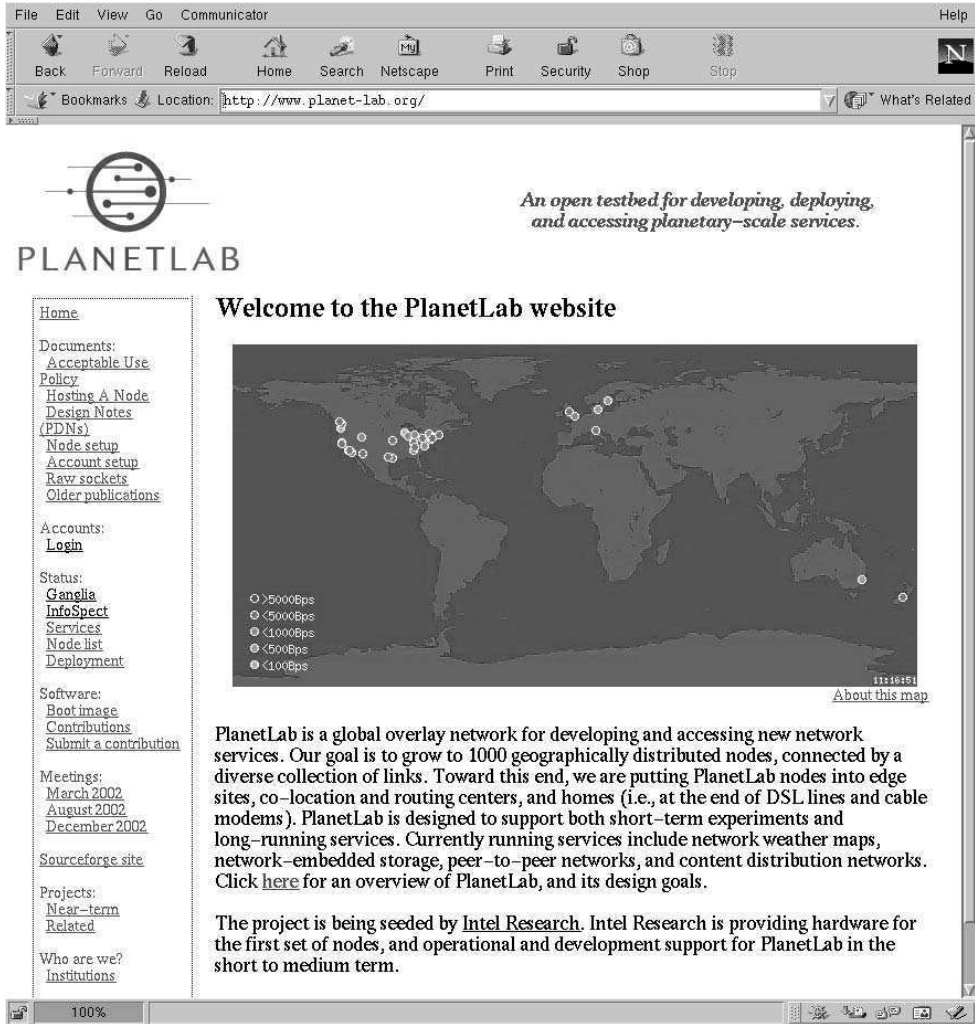 File Edit View Go Communicator Help
Back Forward Reload Home Search Netscape Print Security Shop Stop
My
N
Bookmarks Location: http://www.planet-lab.org/ What's Related
PLANETLAB
An open testbed for developing, deploying,
and accessing planetary-scale services.
Home
Documents:
Acceptable Use
Policy
Hosting A Node
Design Notes
(PDNs)
Node setup
Account setup
Raw sockets
Older publications
Accounts:
Login
Status:
Ganglia
InfoSpect
Services
Node list
Deployment
Software:
Boot image
Contributions
Submit a contribution
Meetings:
March 2002
August 2002
December 2002
Sourceforge site
Projects:
Near-term
Related
Who are we?
Institutions
Welcome to the PlanetLab website
>5000Bps
<5000Bps
<1000Bps
<500Bps
<100Bps
11:16:51
About this map
PlanetLab is a global overlay network for developing and accessing new network
services. Our goal is to grow to 1000 geographically distributed nodes, connected by a
diverse collection of links. Toward this end, we are putting PlanetLab nodes into edge
sites, co-location and routing centers, and homes (i.e., at the end of DSL lines and cable
modems). PlanetLab is designed to support both short-term experiments and
long-running services. Currently running services include network weather maps,
network-embedded storage, peer-to-peer networks, and content distribution networks.
Click here for an overview of PlanetLab, and its design goals.
The project is being seeded by Intel Research. Intel Research is providing hardware for
the first set of nodes, and operational and development support for PlanetLab in the
short to medium term.
100%